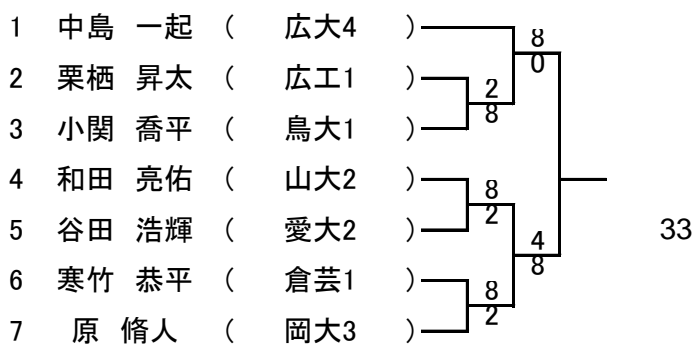 1 中島 一起 ( 広大4 )
8
0
2 栗栖 昇太 ( 広工1 )
2
8
3 小関 喬平 ( 鳥大1 )
4 和田 亮佑 ( 山大2 )
8
2
5 谷田 浩輝 ( 愛大2 )
4
8
33
6 寒竹 恭平 ( 倉芸1 )
8
2
7 原 脩人 ( 岡大3 )